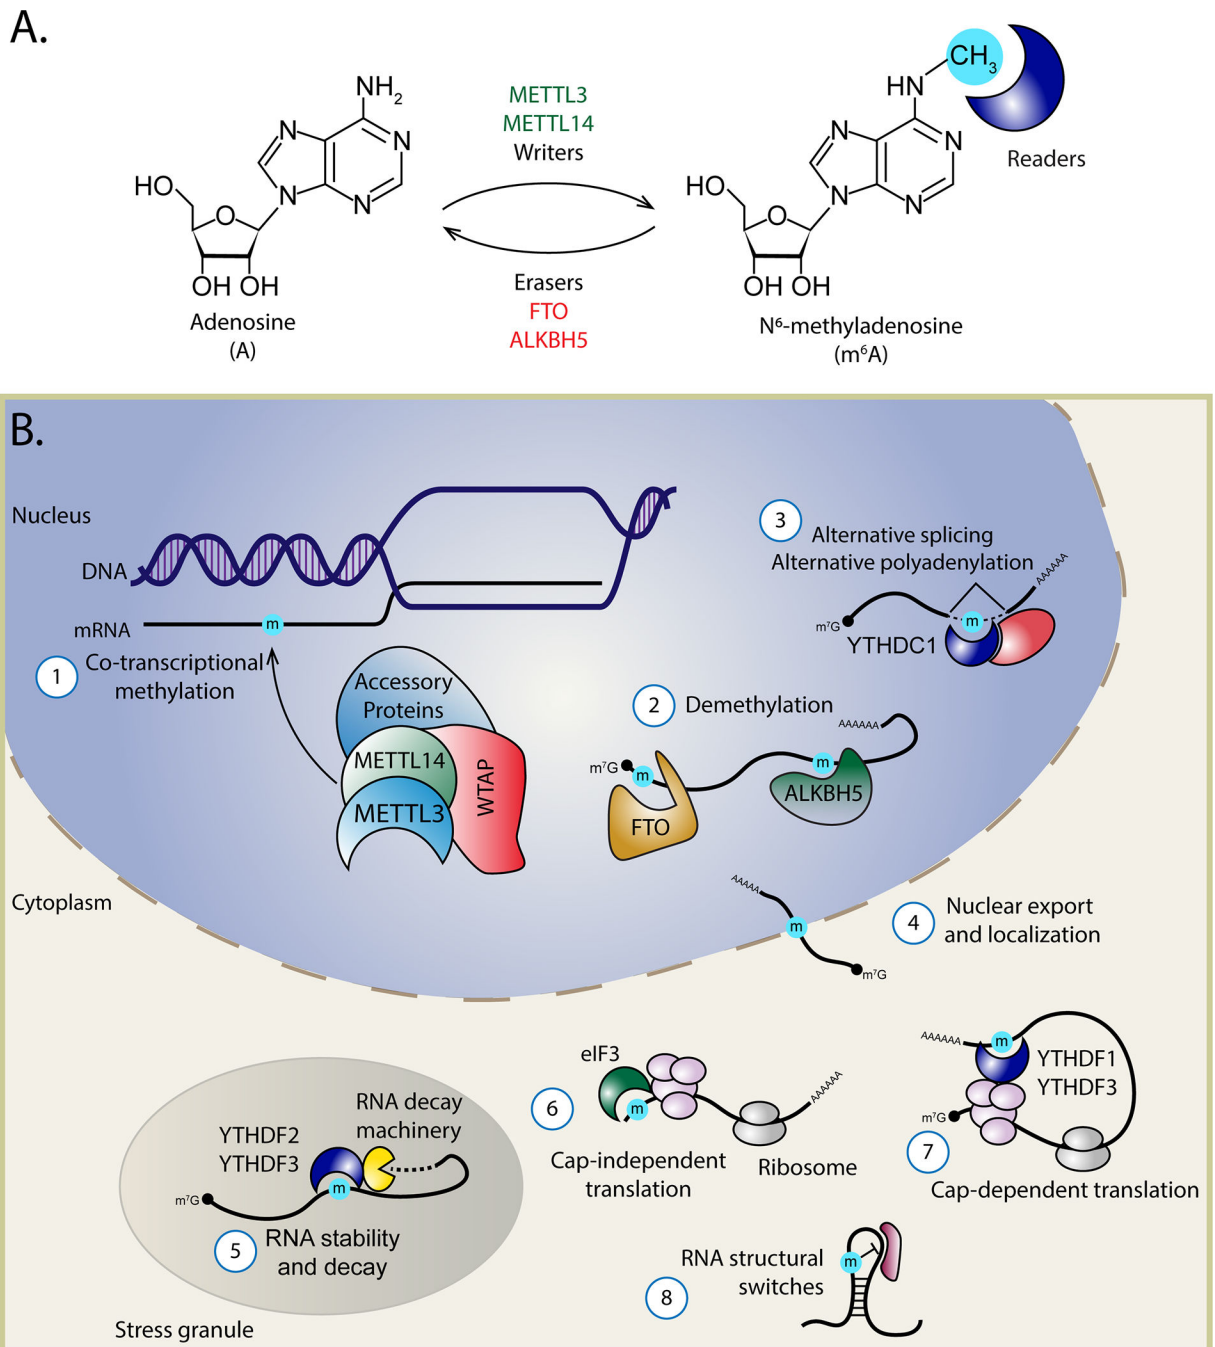 A.
NH2
N
N
N
N
HO
O
OH OH
Adenosine
(A)
METTL3
METTL14
Writers
Erasers
FTO
ALKBH5
CH3
HN
N
N
N
N
HO
O
OH OH
N⁶-methyladenosine
(m⁶A)
Readers
B.
Nucleus
DNA
mRNA
m
1
Co-transcriptional
methylation
Accessory
Proteins
METTL14
METTL3
WTAP
3
Alternative splicing
Alternative polyadenylation
AAAAAA
m⁷G
m
YTHDC1
2
Demethylation
AAAAAA
m⁷G
m
m
FTO
ALKBH5
Cytoplasm
AAAAA
m
m⁷G
4
Nuclear export
and localization
RNA decay
machinery
YTHDF2
YTHDF3
m
m⁷G
5
RNA stability
and decay
Stress granule
eIF3
m
AAAAAA
6
Cap-independent
translation
Ribosome
AAAAAA
m
YTHDF1
YTHDF3
m⁷G
7
Cap-dependent translation
RNA structural
switches
m
8